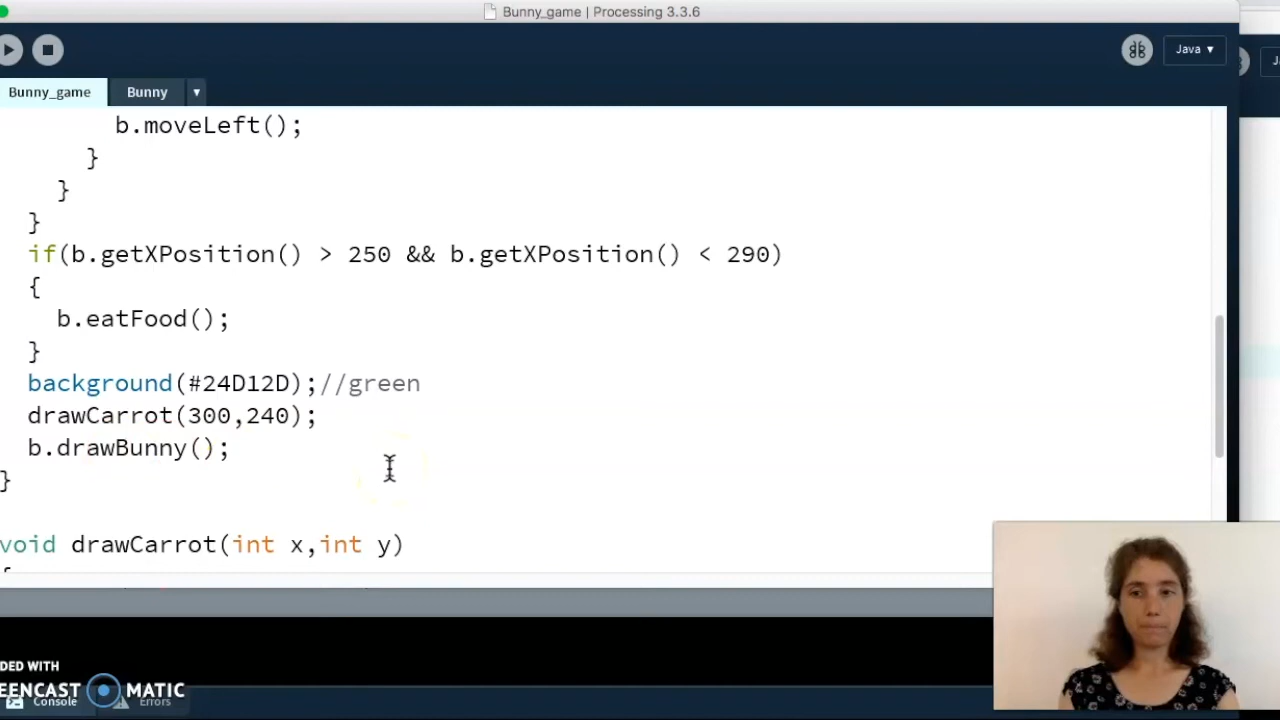 Bunny_game | Processing 3.3.6
Java ▼
Bunny_game
Bunny
▼
b.moveLeft();
}
}
}
if(b.getXPosition() > 250 && b.getXPosition() < 290)
{
b.eatFood();
}
background(#24D12D);//green
drawCarrot(300,240);
b.drawBunny();
}
void drawCarrot(int x,int y)
DED WITH
EENCAST MATIC
Console
Errors